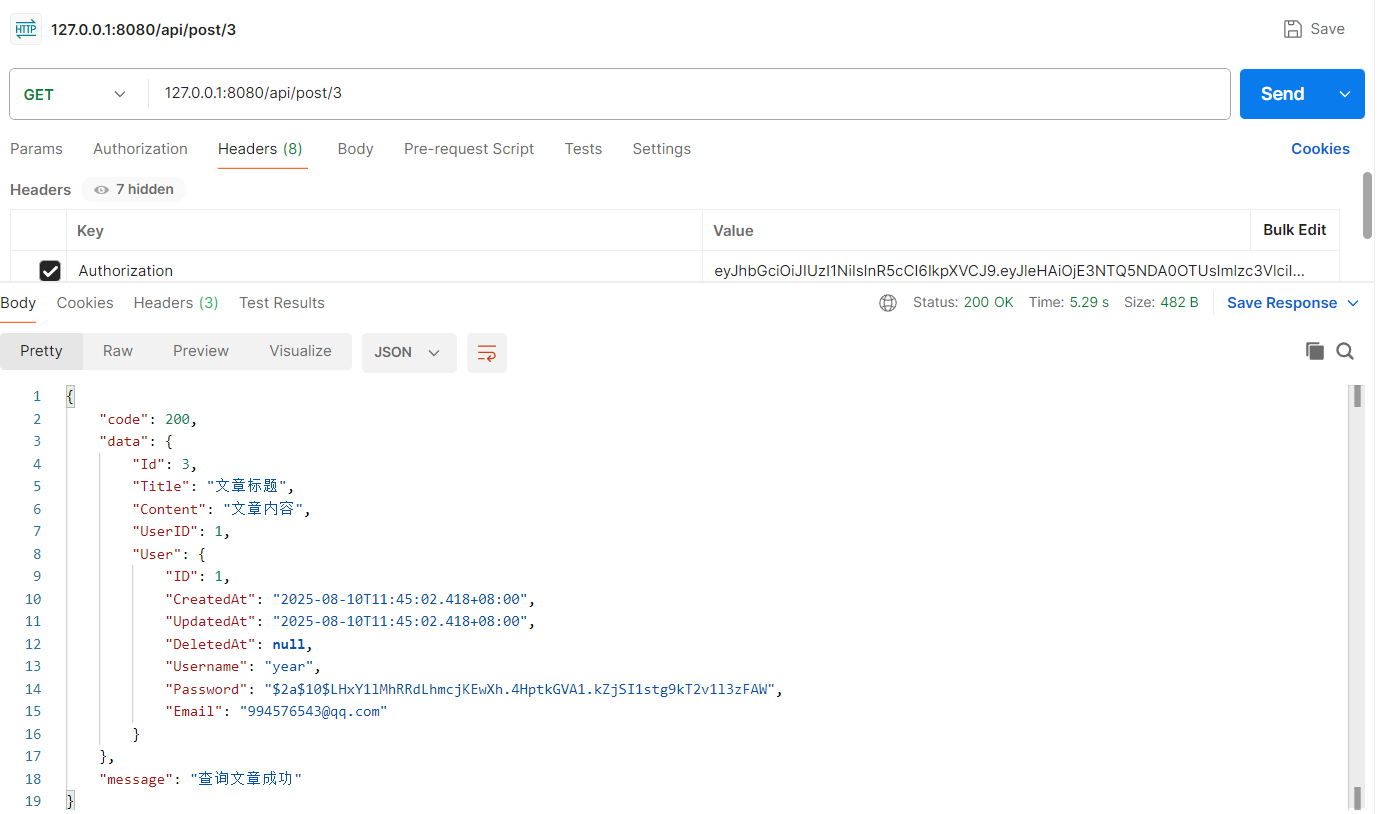 HTTP 127.0.0.1:8080/api/post/3 Save
GET 127.0.0.1:8080/api/post/3 Send
Params Authorization Headers (8) Body Pre-request Script Tests Settings Cookies
Headers 7 hidden
Key Value Bulk Edit
Authorization eyJhbGciOiJIUzI1NiIsInR5cCI6IkpXVCJ9.eyJleHAiOjE3NTQ5NDA0OTUsImlzc3VlciI...
Body Cookies Headers (3) Test Results Status: 200 OK Time: 5.29 s Size: 482 B Save Response
Pretty Raw Preview Visualize JSON
1 {
2 "code": 200,
3 "data": {
4 "Id": 3,
5 "Title": "文章标题",
6 "Content": "文章内容",
7 "UserID": 1,
8 "User": {
9 "ID": 1,
10 "CreatedAt": "2025-08-10T11:45:02.418+08:00",
11 "UpdatedAt": "2025-08-10T11:45:02.418+08:00",
12 "DeletedAt": null,
13 "Username": "year",
14 "Password": "$2a$10$LHxY1lMhRRdLhmcjKEwXh.4HptkGVA1.kZjSI1stg9kT2v1l3zFAW",
15 "Email": "994576543@qq.com"
16 }
17 },
18 "message": "查询文章成功"
19 }